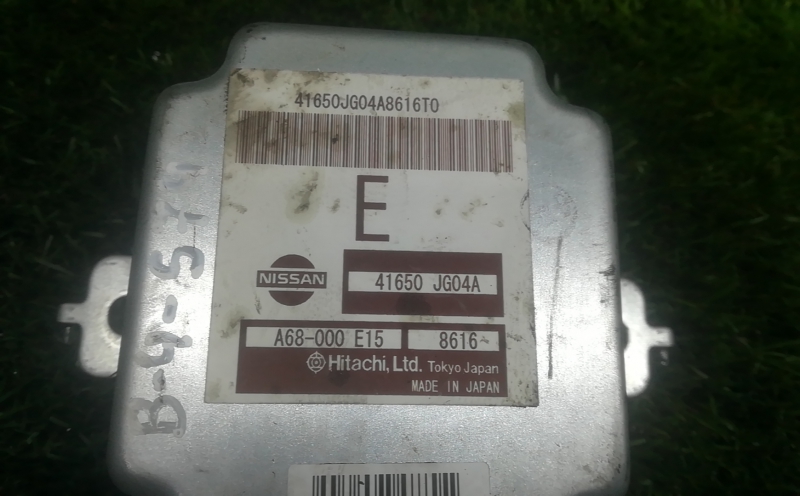 41650JG04A8616T0
E
NISSAN
41650 JG04A
A68-000 E15
8616
Hitachi, Ltd. Tokyo Japan
MADE IN JAPAN